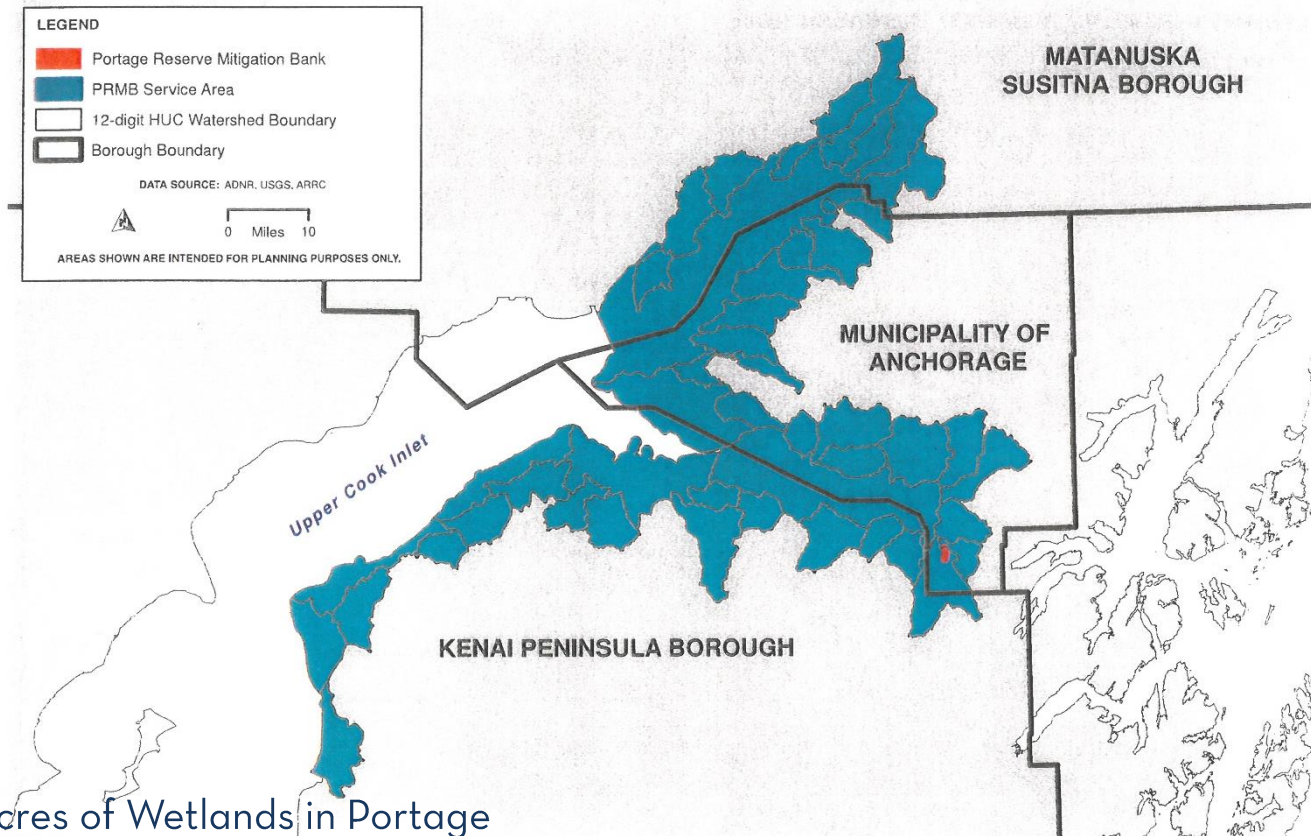 LEGEND
Portage Reserve Mitigation Bank
PRMB Service Area
12-digit HUC Watershed Boundary
Borough Boundary
DATA SOURCE: ADNR, USGS, ARRC
0 Miles 10
AREAS SHOWN ARE INTENDED FOR PLANNING PURPOSES ONLY.
MATANUSKA
SUSITNA BOROUGH
MUNICIPALITY OF
ANCHORAGE
Upper Cook Inlet
KENAI PENINSULA BOROUGH
cres of Wetlands in Portage